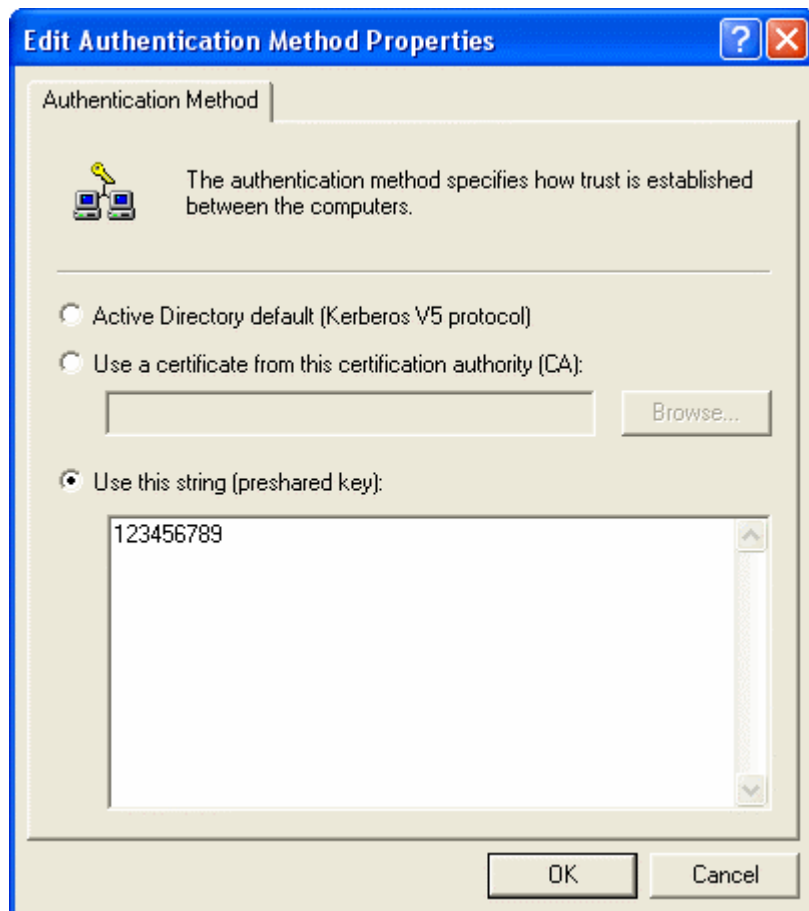 Edit Authentication Method Properties
Authentication Method
The authentication method specifies how trust is established
between the computers.
Active Directory default (Kerberos V5 protocol)
Use a certificate from this certification authority (CA):
Browse...
Use this string (preshared key):
123456789
OK
Cancel